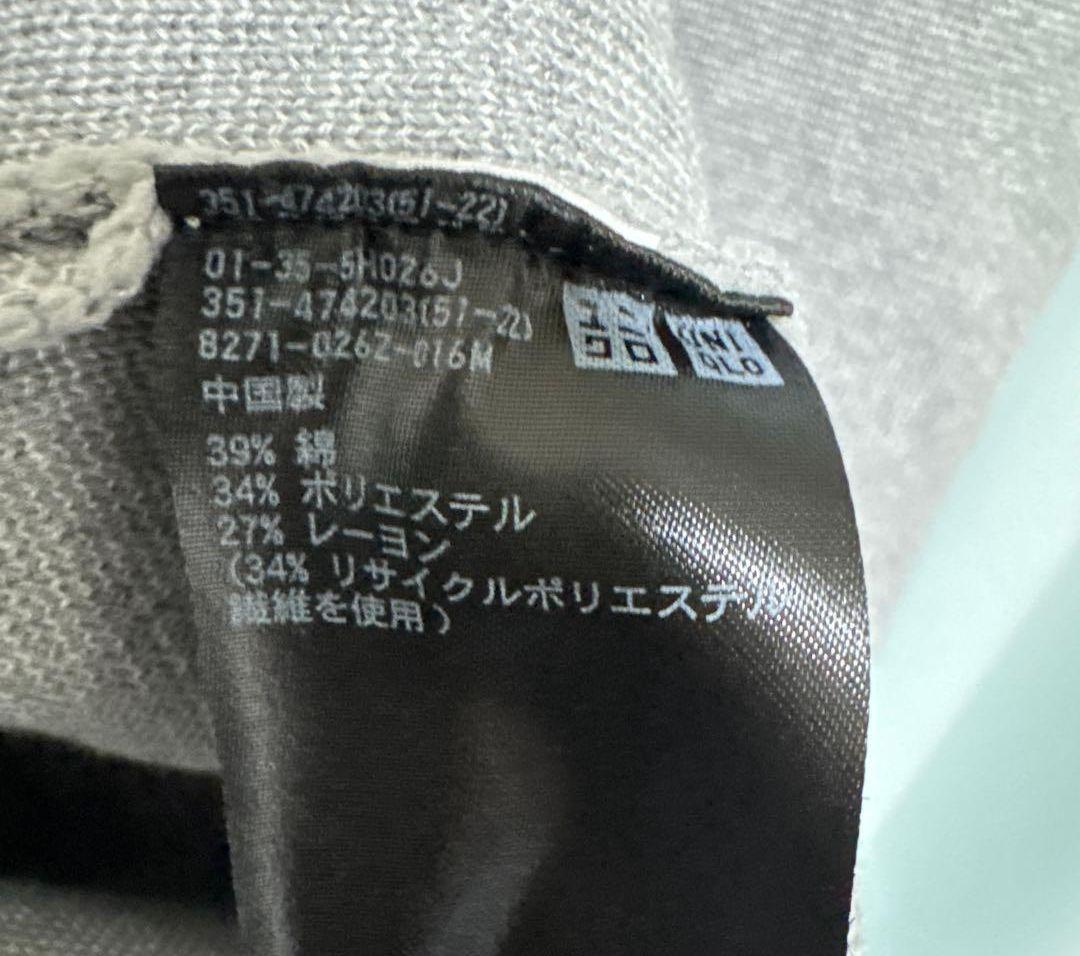 351-474203(51-22)
01-35-5H026J
351-474203(51-22)
8271-026Z-016M
ユニ
クロ
UNI
QLO
中国製
39% 綿
34% ポリエステル
27% レーヨン
(34% リサイクルポリエステル
繊維を使用)